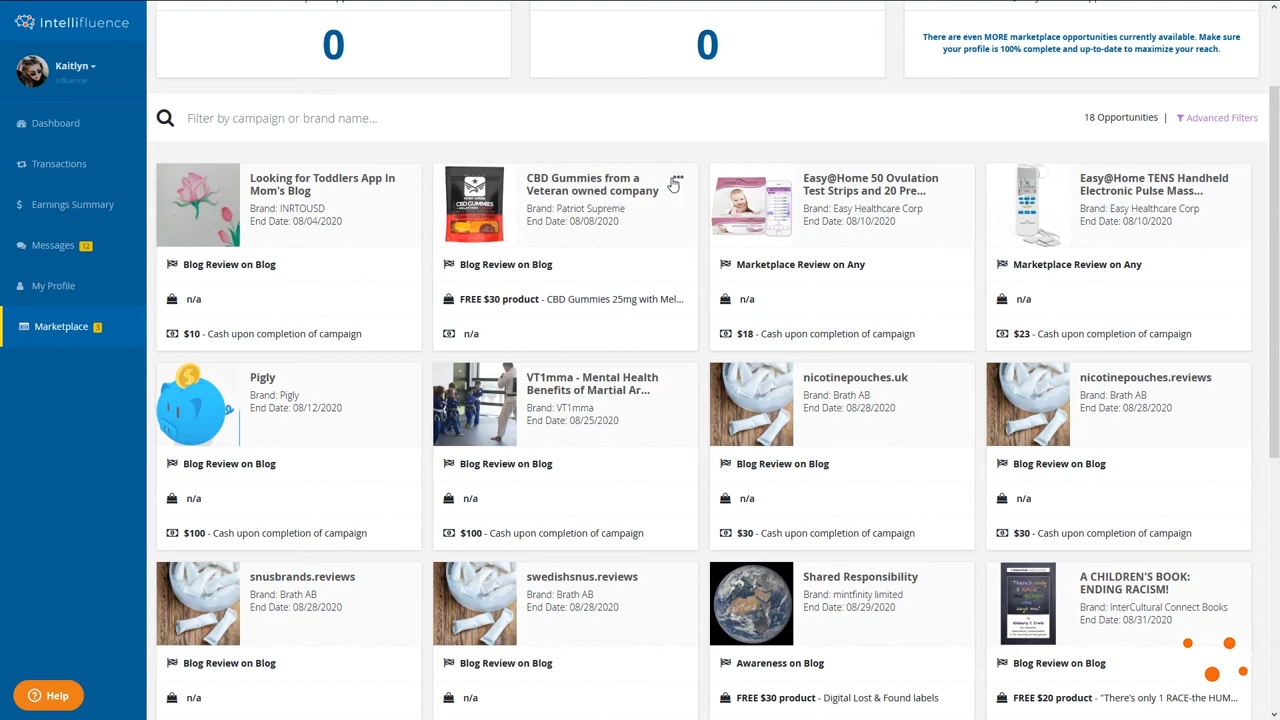 Intellifluence
Kaitlyn
Influencer
Dashboard
Transactions
Earnings Summary
Messages 12
My Profile
Marketplace 3
Help
0
0
There are even MORE marketplace opportunities currently available. Make sure
your profile is 100% complete and up-to-date to maximize your reach.
Filter by campaign or brand name...
18 Opportunities |
Advanced Filters
Looking for Toddlers App In
Mom's Blog
Brand: INRTOUSD
End Date: 08/04/2020
Blog Review on Blog
n/a
$10 - Cash upon completion of campaign
CBD Gummies from a
Veteran owned company
Brand: Patriot Supreme
End Date: 08/08/2020
Blog Review on Blog
FREE $30 product - CBD Gummies 25mg with Mel...
n/a
Easy@Home 50 Ovulation
Test Strips and 20 Pre...
Brand: Easy Healthcare Corp
End Date: 08/10/2020
Marketplace Review on Any
n/a
$18 - Cash upon completion of campaign
Easy@Home TENS Handheld
Electronic Pulse Mass...
Brand: Easy Healthcare Corp
End Date: 08/10/2020
Marketplace Review on Any
n/a
$23 - Cash upon completion of campaign
Pigly
Brand: Pigly
End Date: 08/12/2020
Blog Review on Blog
n/a
$100 - Cash upon completion of campaign
VT1mma - Mental Health
Benefits of Martial Ar...
Brand: VT1mma
End Date: 08/25/2020
Blog Review on Blog
n/a
$100 - Cash upon completion of campaign
nicotinepouches.uk
Brand: Brath AB
End Date: 08/28/2020
Blog Review on Blog
n/a
$30 - Cash upon completion of campaign
nicotinepouches.reviews
Brand: Brath AB
End Date: 08/28/2020
Blog Review on Blog
n/a
$30 - Cash upon completion of campaign
snusbrands.reviews
Brand: Brath AB
End Date: 08/28/2020
Blog Review on Blog
n/a
swedishsnus.reviews
Brand: Brath AB
End Date: 08/28/2020
Blog Review on Blog
n/a
Shared Responsibility
Brand: mintfinity limited
End Date: 08/29/2020
Awareness on Blog
FREE $30 product - Digital Lost & Found labels
A CHILDREN'S BOOK:
ENDING RACISM!
Brand: InterCultural Connect Books
End Date: 08/31/2020
Blog Review on Blog
FREE $20 product - "There's only 1 RACE-the HUM...